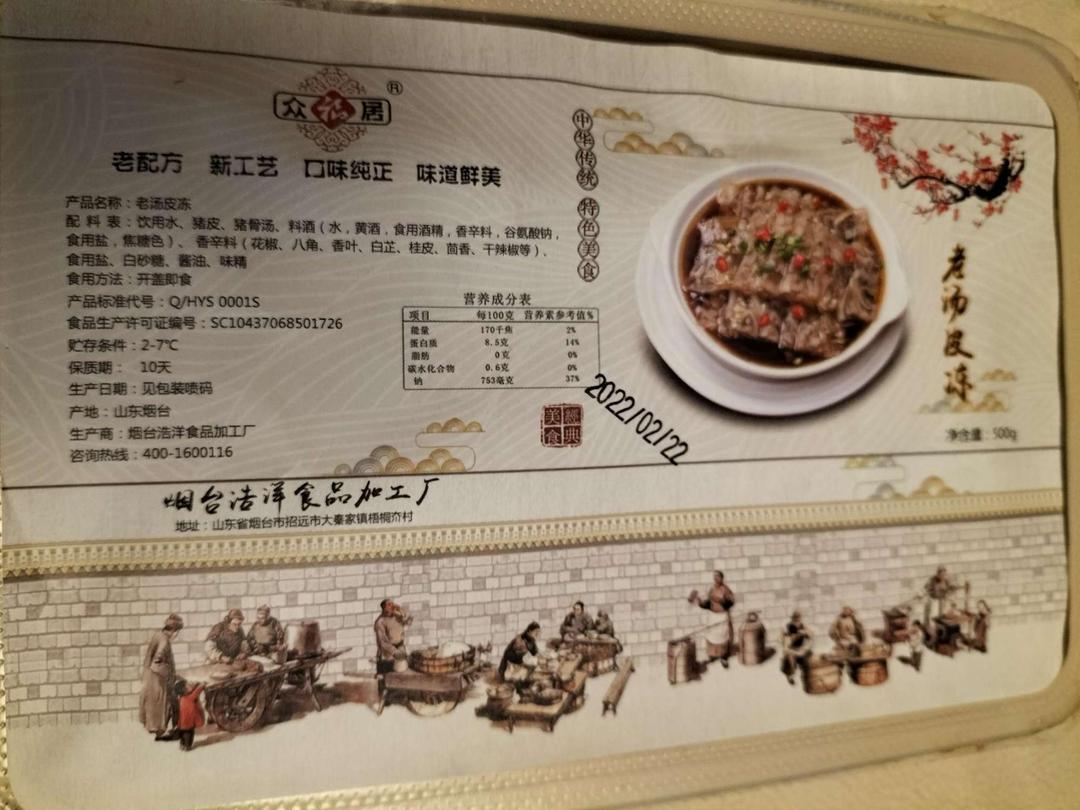 众福居®
老配方 新工艺 口味纯正 味道鲜美
产品名称：老汤皮冻
配料表：饮用水、猪皮、猪骨汤、料酒（水，黄酒，食用酒精，香辛料，谷氨酸钠，
食用盐，焦糖色）、香辛料（花椒、八角、香叶、白芷、桂皮、茴香、干辣椒等）、
食用盐、白砂糖、酱油、味精
食用方法：开盖即食
产品标准代号：Q/HYS 0001S
食品生产许可证编号：SC10437068501726
贮存条件：2-7℃
保质期： 10天
生产日期：见包装喷码
产地：山东烟台
生产商：烟台浩洋食品加工厂
咨询热线：400-1600116
营养成分表
项目 每100克 营养素参考值%
能量 170千焦 2%
蛋白质 8.5克 14%
脂肪 0克 0%
碳水化合物 0.6克 0%
钠 753毫克 37%
中华传统 特色美食
經典美食
2022/02/22
老汤皮冻
净含量：500g
烟台浩洋食品加工厂
地址：山东省烟台市招远市大秦家镇梧桐夼村